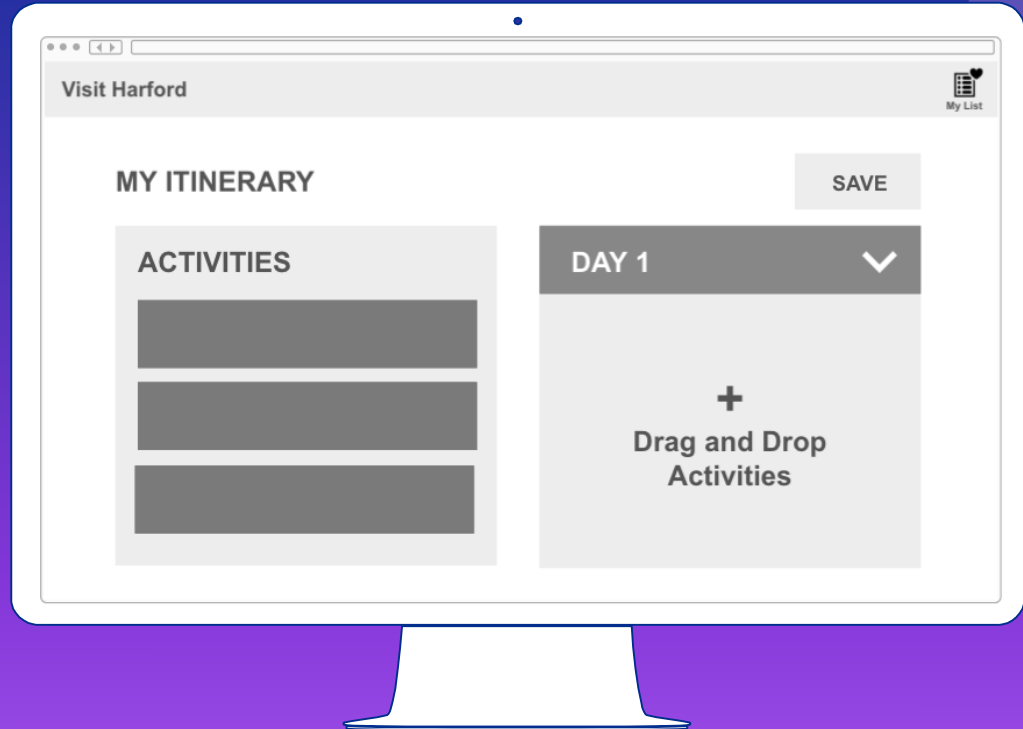 Visit Harford
My List
MY ITINERARY
SAVE
ACTIVITIES
DAY 1
+
Drag and Drop
Activities